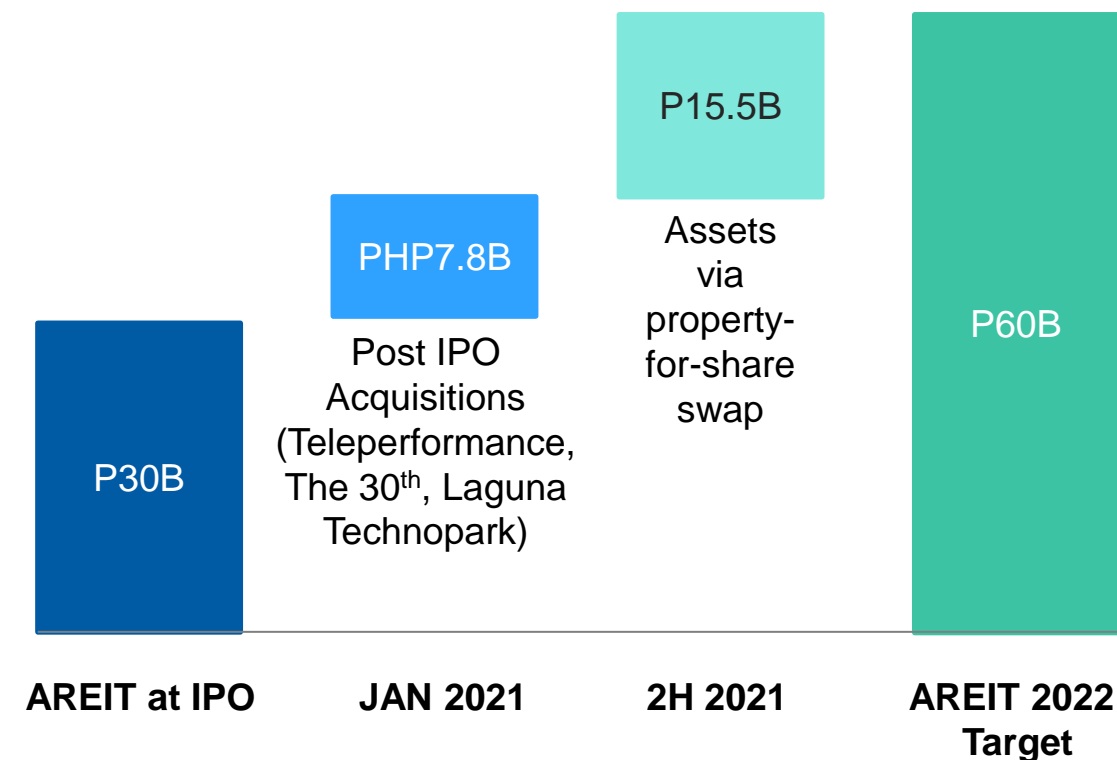 P30B
AREIT at IPO
PHP7.8B
Post IPO
Acquisitions
(Teleperformance,
The 30th, Laguna
Technopark)
JAN 2021
P15.5B
Assets
via
property-
for-share
swap
2H 2021
P60B
AREIT 2022
Target